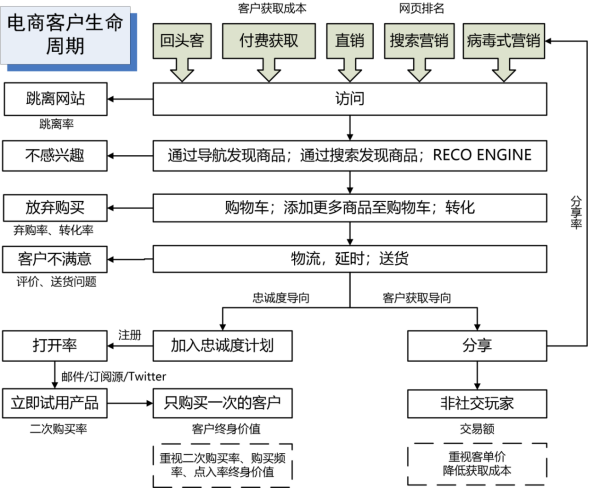 电商客户生命
周期
客户获取成本
网页排名
回头客
付费获取
直销
搜索营销
病毒式营销
跳离网站
访问
跳离率
不感兴趣
通过导航发现商品；通过搜索发现商品；RECO ENGINE
分享率
放弃购买
购物车；添加更多商品至购物车；转化
弃购率、转化率
客户不满意
物流，延时；送货
评价、送货问题
忠诚度导向
客户获取导向
打开率
注册
加入忠诚度计划
分享
邮件/订阅源/Twitter
立即试用产品
只购买一次的客户
非社交玩家
二次购买率
客户终身价值
交易额
重视二次购买率、购买频
率、点入率终身价值
重视客单价
降低获取成本